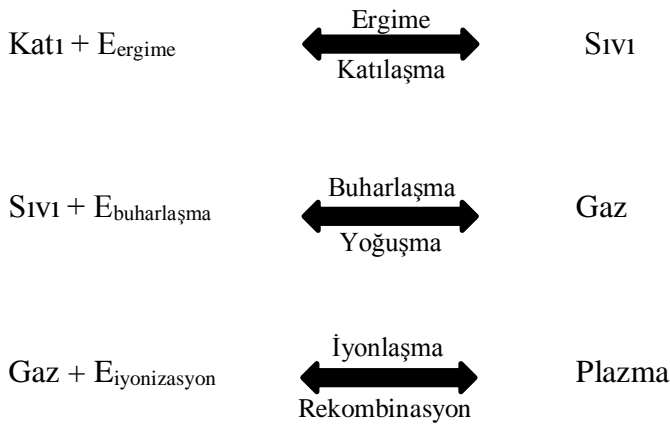 Ergime
Katı + Eergime Sıvı
Katılaşma
Buharlaşma
Sıvı + Ebuharlaşma Gaz
Yoğuşma
İyonlaşma
Gaz + Eiyonizasyon Plazma
Rekombinasyon